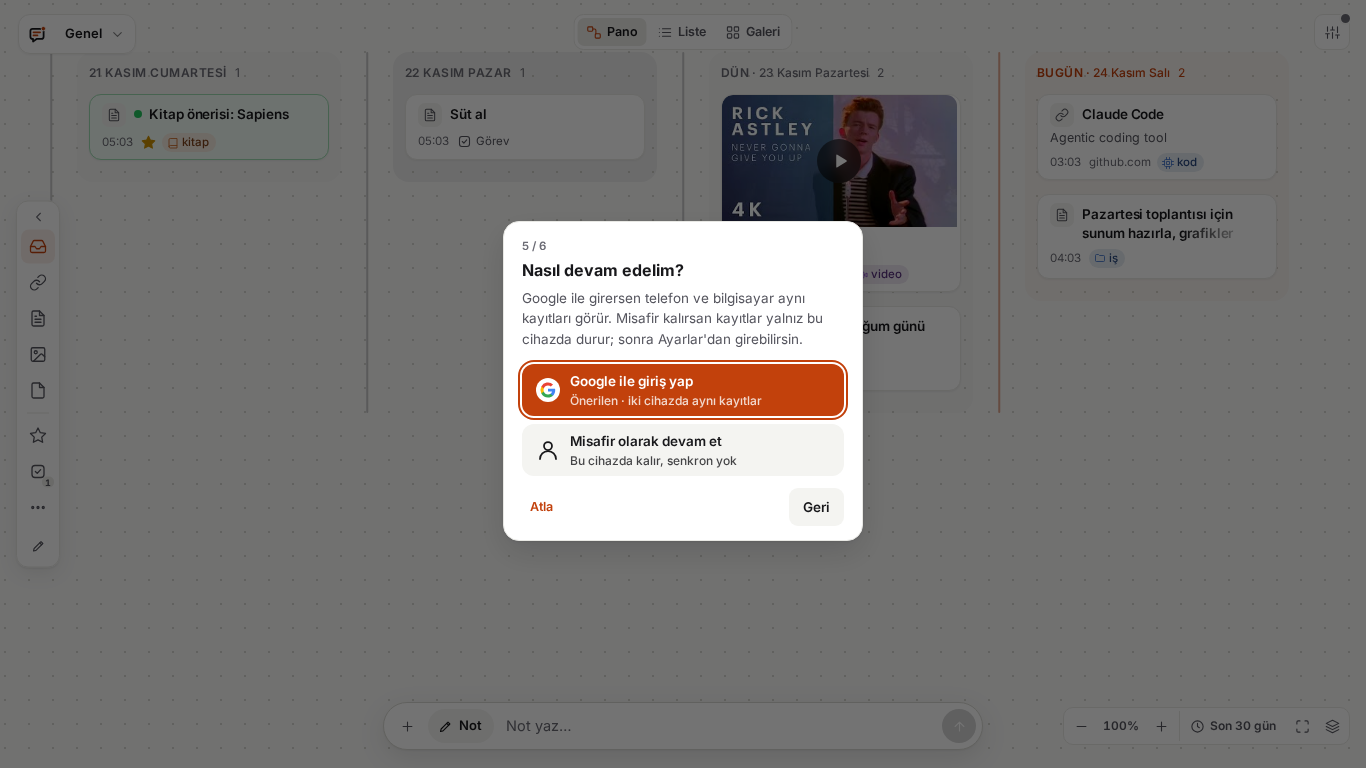 Genel
Pano
Liste
Galeri
21 KASIM CUMARTESİ 1
Kitap önerisi: Sapiens
05:03
kitap
22 KASIM PAZAR 1
Süt al
05:03
Görev
DÜN · 23 Kasım Pazartesi 2
RICK
ASTLEY
NEVER GONNA
GIVE YOU UP
4K
video
ğum günü
BUGÜN · 24 Kasım Salı 2
Claude Code
Agentic coding tool
03:03 github.com kod
Pazartesi toplantısı için
sunum hazırla, grafikler
04:03 iş
1
5 / 6
Nasıl devam edelim?
Google ile girersen telefon ve bilgisayar aynı
kayıtları görür. Misafir kalırsan kayıtlar yalnız bu
cihazda durur; sonra Ayarlar'dan girebilirsin.
Google ile giriş yap
Önerilen · iki cihazda aynı kayıtlar
Misafir olarak devam et
Bu cihazda kalır, senkron yok
Atla
Geri
Not
Not yaz...
100%
Son 30 gün